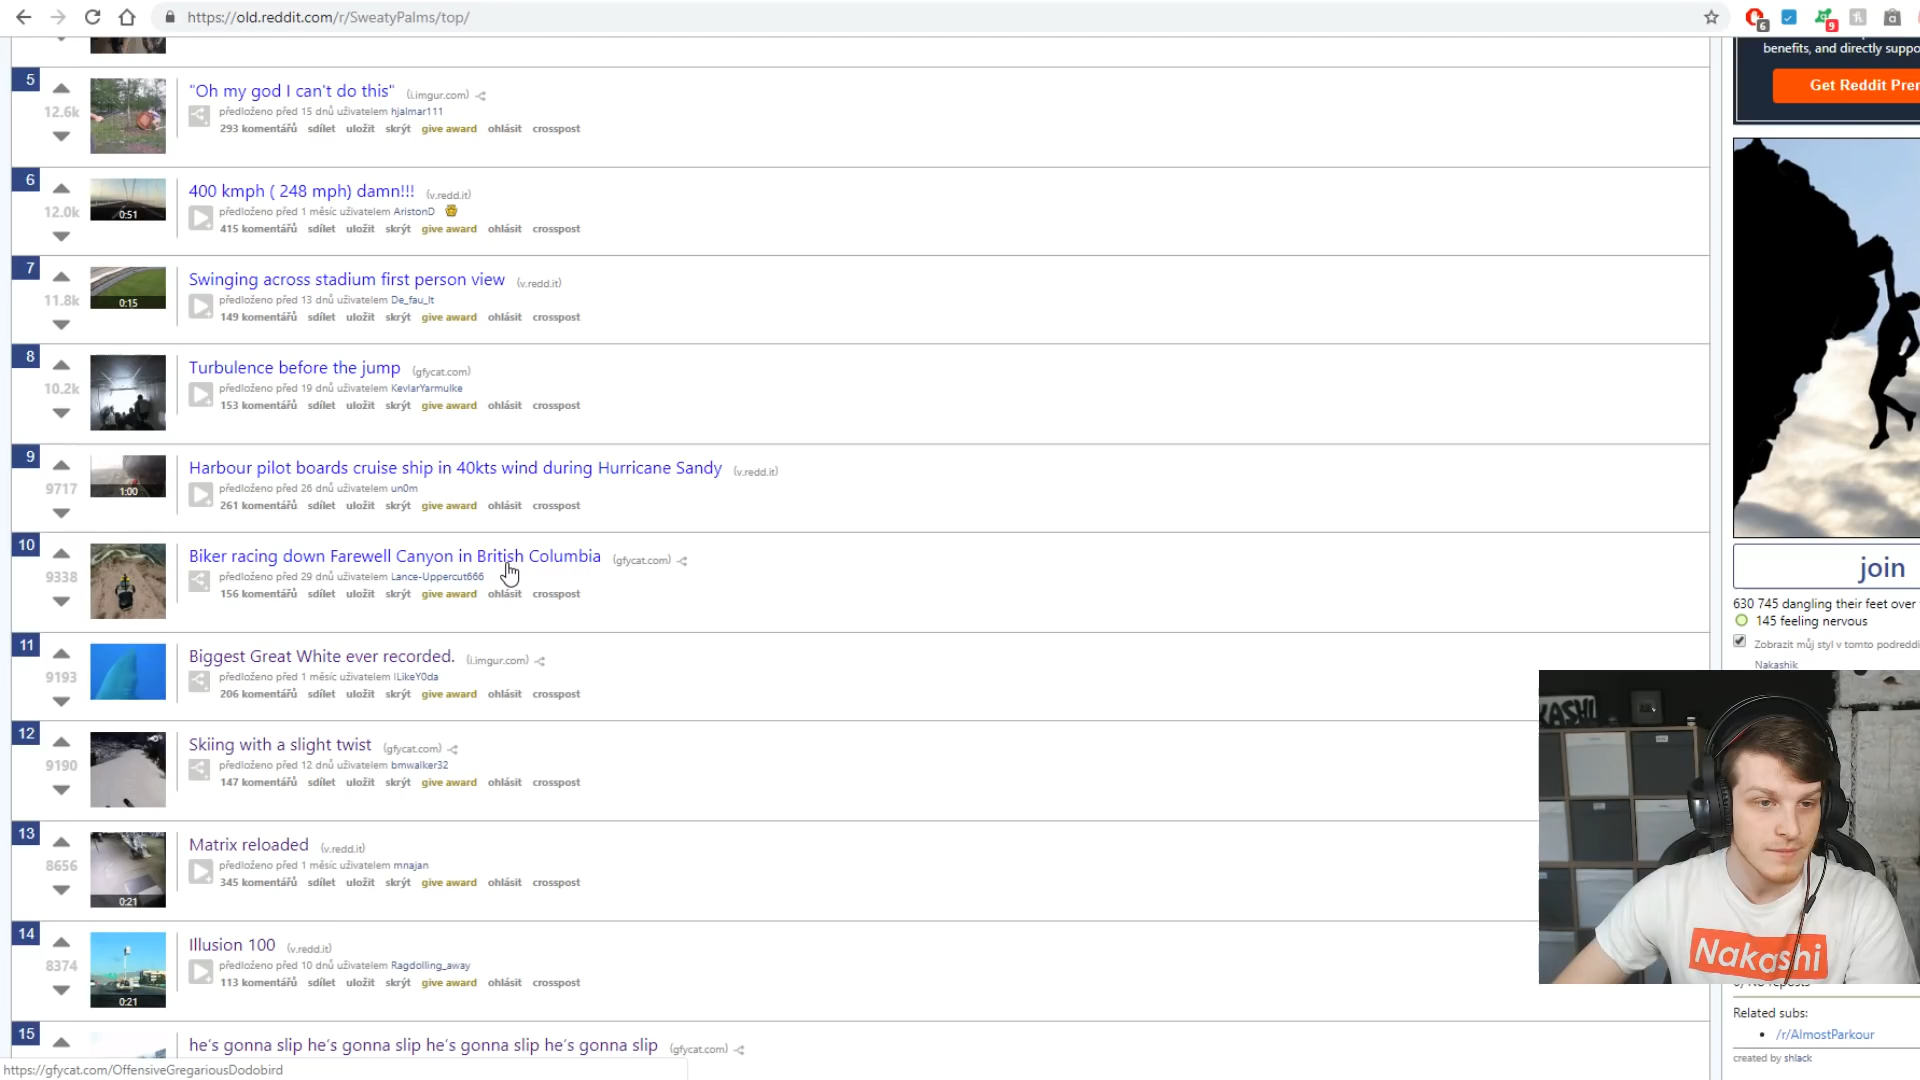 https://old.reddit.com/r/SweatyPalms/top/
6
9
benefits, and directly suppo
Get Reddit Prer
5
12.6k
"Oh my god I can't do this" (i.imgur.com)
předloženo před 15 dnů uživatelem hjalmar111
293 komentářů sdílet uložit skrýt give award ohlásit crosspost
6
12.0k
0:51
400 kmph ( 248 mph) damn!!! (v.redd.it)
předloženo před 1 měsíc uživatelem AristonD
415 komentářů sdílet uložit skrýt give award ohlásit crosspost
7
11.8k
0:15
Swinging across stadium first person view (v.redd.it)
předloženo před 13 dnů uživatelem De_fau_lt
149 komentářů sdílet uložit skrýt give award ohlásit crosspost
8
10.2k
Turbulence before the jump (gfycat.com)
předloženo před 19 dnů uživatelem KevlarYarmulke
153 komentářů sdílet uložit skrýt give award ohlásit crosspost
9
9717
1:00
Harbour pilot boards cruise ship in 40kts wind during Hurricane Sandy (v.redd.it)
předloženo před 26 dnů uživatelem un0m
261 komentářů sdílet uložit skrýt give award ohlásit crosspost
10
9338
Biker racing down Farewell Canyon in British Columbia (gfycat.com)
předloženo před 29 dnů uživatelem Lance-Uppercut666
156 komentářů sdílet uložit skrýt give award ohlásit crosspost
11
9193
Biggest Great White ever recorded. (i.imgur.com)
předloženo před 1 měsíc uživatelem ILikeY0da
206 komentářů sdílet uložit skrýt give award ohlásit crosspost
12
9190
Skiing with a slight twist (gfycat.com)
předloženo před 12 dnů uživatelem bmwalker32
147 komentářů sdílet uložit skrýt give award ohlásit crosspost
13
8656
0:21
Matrix reloaded (v.redd.it)
předloženo před 1 měsíc uživatelem mnajan
345 komentářů sdílet uložit skrýt give award ohlásit crosspost
14
8374
0:21
Illusion 100 (v.redd.it)
předloženo před 10 dnů uživatelem Ragdolling_away
113 komentářů sdílet uložit skrýt give award ohlásit crosspost
15
he's gonna slip he's gonna slip he's gonna slip he's gonna slip (gfycat.com)
https://gfycat.com/OffensiveGregariousDodobird
join
630 745 dangling their feet over
145 feeling nervous
Zobrazit můj styl v tomto podreddi
Nakashik
KASHI
Nakashi
Related subs:
/r/AlmostParkour
created by shlack